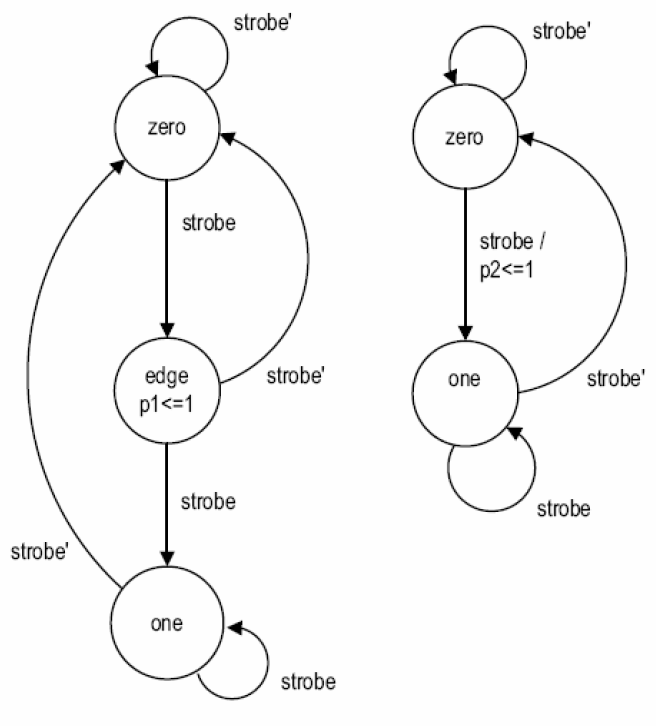 strobe'
zero
strobe
edge
p1<=1
strobe'
strobe
strobe'
one
strobe
strobe'
zero
strobe /
p2<=1
one
strobe'
strobe